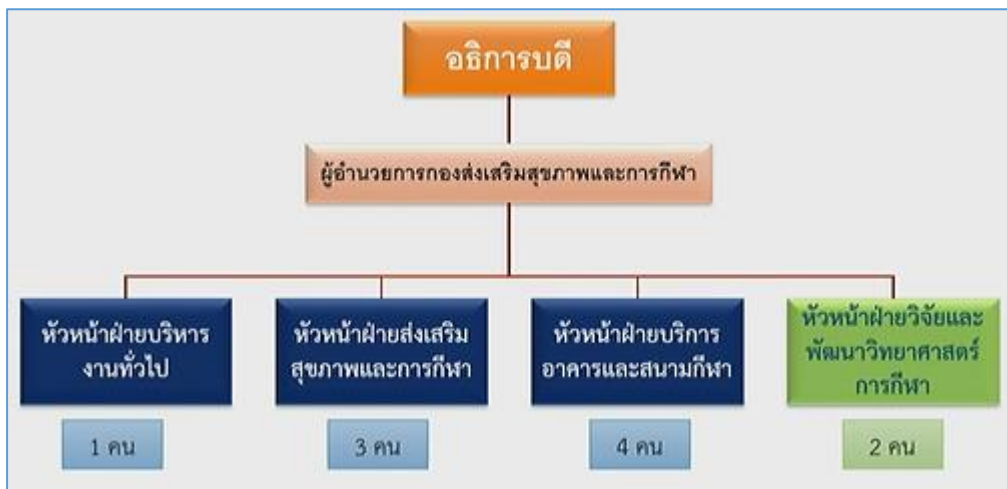 อธิการบดี
ผู้อำนวยการกองส่งเสริมสุขภาพและการกีฬา
หัวหน้าฝ่ายบริหาร
งานทั่วไป
หัวหน้าฝ่ายส่งเสริม
สุขภาพและการกีฬา
หัวหน้าฝ่ายบริการ
อาคารและสนามกีฬา
หัวหน้าฝ่ายวิจัยและ
พัฒนาวิทยาศาสตร์
การกีฬา
1 คน
3 คน
4 คน
2 คน